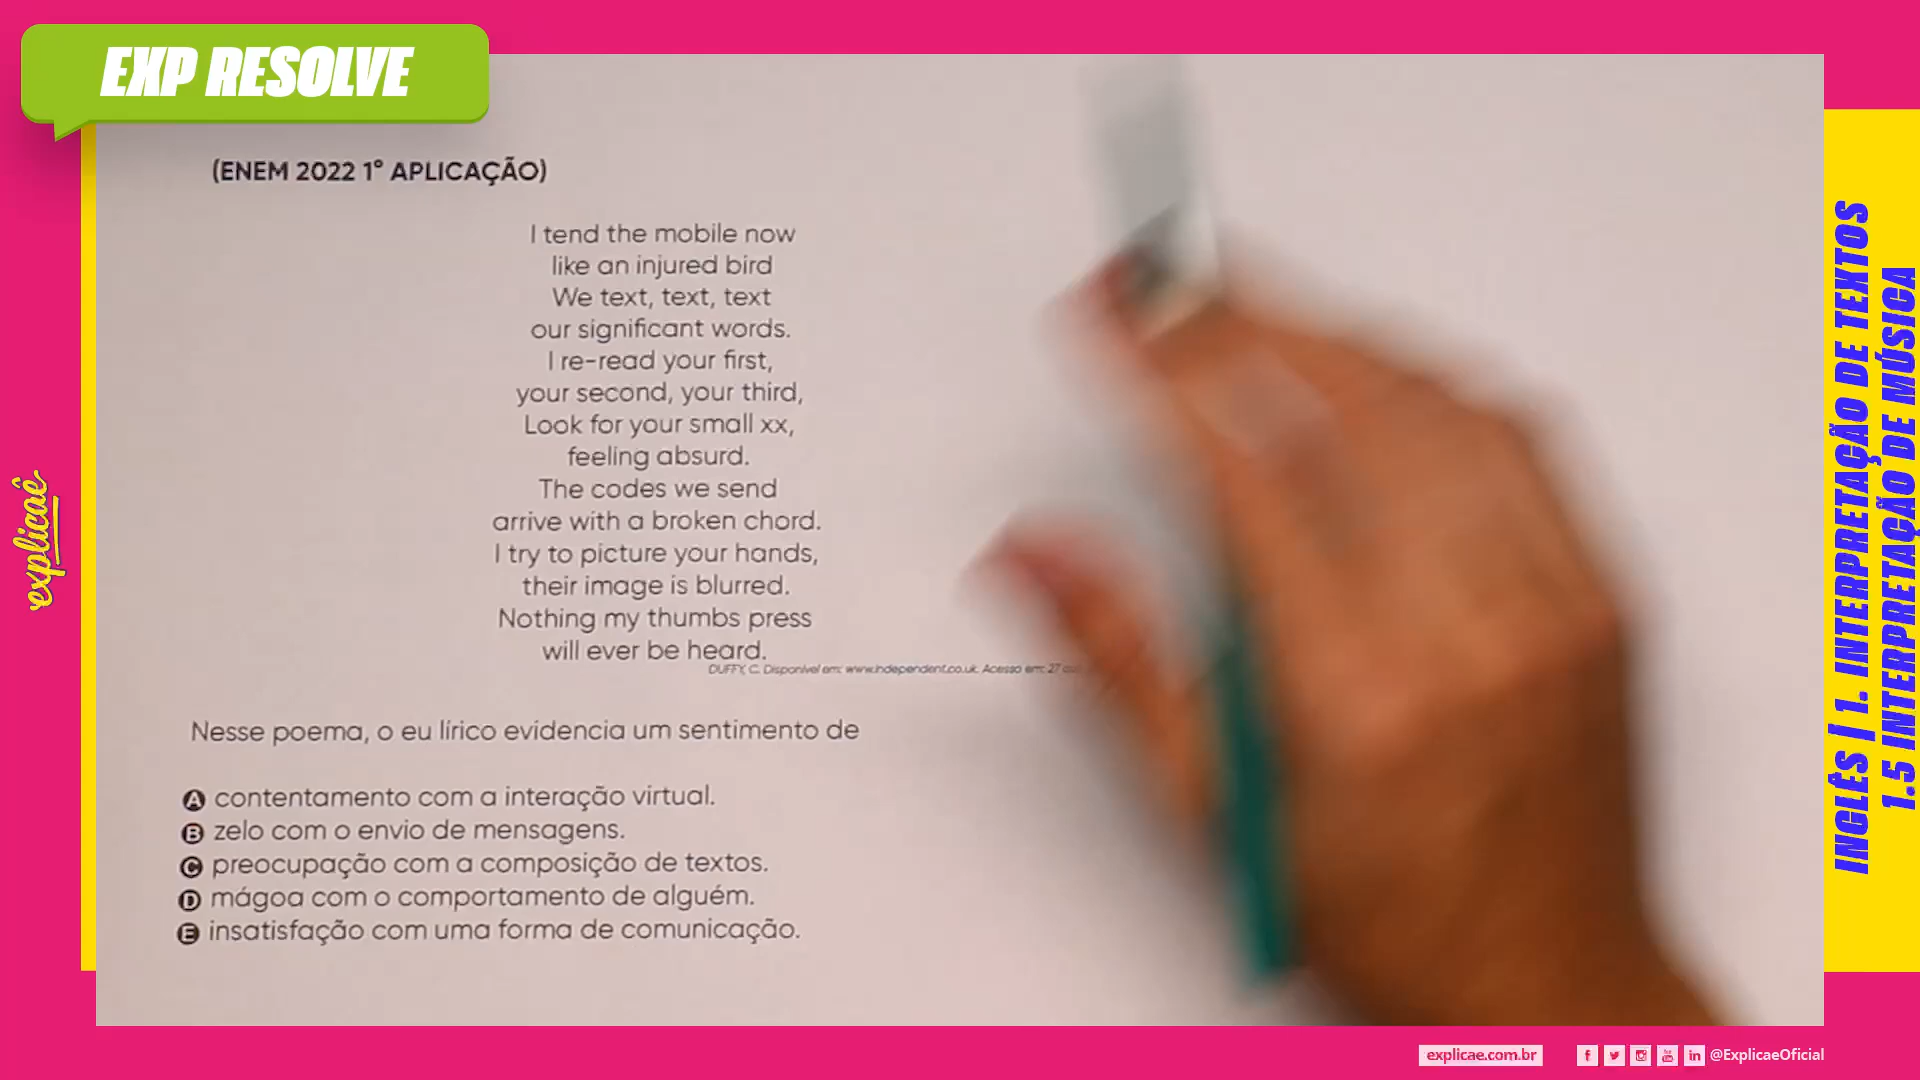 EXP RESOLVE
(ENEM 2022 1° APLICAÇÃO)
I tend the mobile now
like an injured bird
We text, text, text
our significant words.
I re-read your first,
your second, your third,
Look for your small xx,
feeling absurd.
The codes we send
arrive with a broken chord.
I try to picture your hands,
their image is blurred.
Nothing my thumbs press
will ever be heard.
DUFFY, C. Disponível em: www.independent.co.uk. Acesso em: 27
Nesse poema, o eu lírico evidencia um sentimento de
A contentamento com a interação virtual.
B zelo com o envio de mensagens.
C preocupação com a composição de textos.
D mágoa com o comportamento de alguém.
E insatisfação com uma forma de comunicação.
explicaê
INGLÊS | 1. INTERPRETAÇÃO DE TEXTOS
1.5 INTERPRETAÇÃO DE MÚSICA
explicae.com.br
@ExplicaeOficial